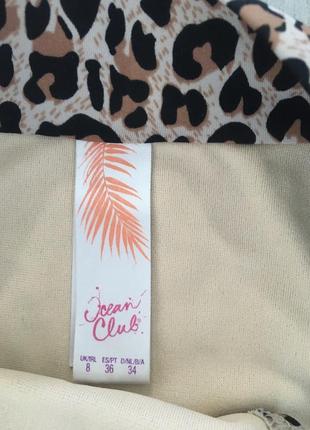 Ocean
Club
UK/IRL ES/PT D/NL/B/A
8 36 34